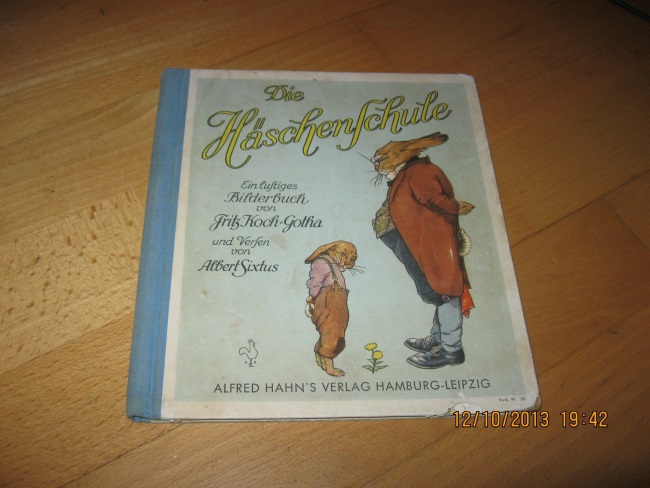 Die
Häschenschule
Ein lustiges
Bilderbuch
von
Fritz Koch-Gotha
und Versen
von
Albert Sixtus
ALFRED HAHN'S VERLAG HAMBURG-LEIPZIG
12/10/2013 19:42